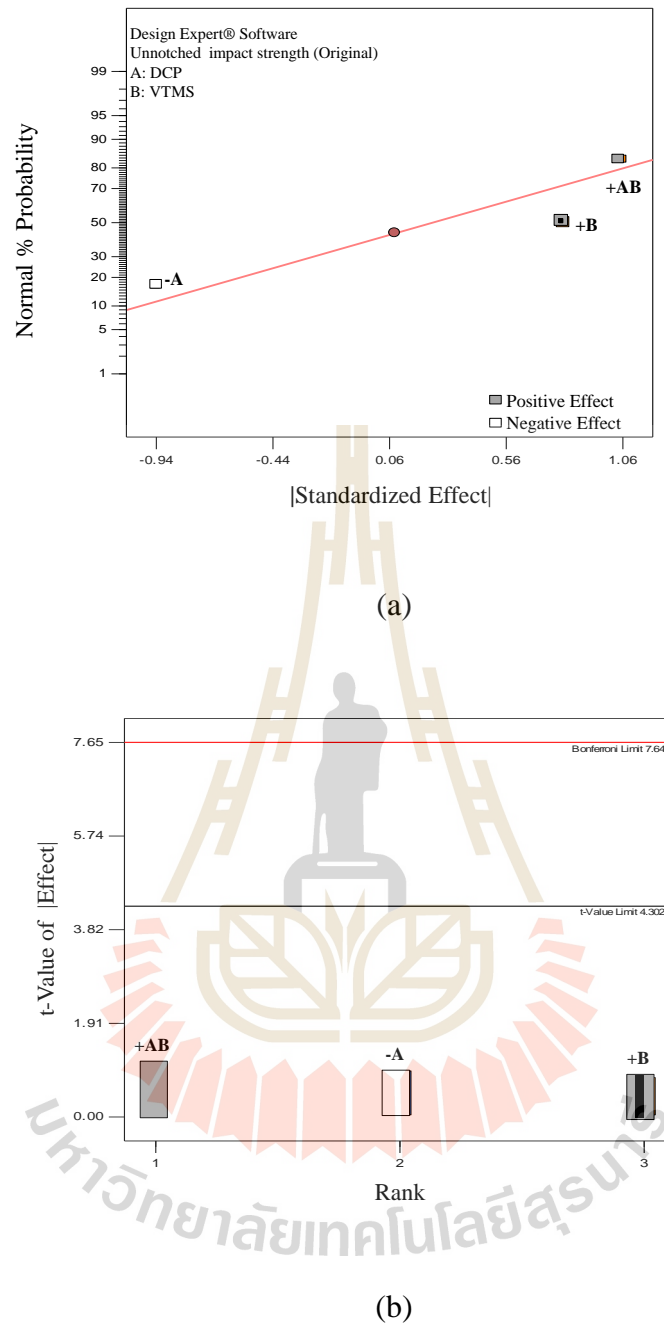 Design Expert® Software
Unnotched impact strength (Original)
A: DCP
B: VTMS
Normal % Probability
99
95
90
80
70
50
30
20
10
5
1
+AB
+B
-A
Positive Effect
Negative Effect
-0.94 -0.44 0.06 0.56 1.06
|Standardized Effect|
(a)
t-Value of |Effect|
7.65
5.74
3.82
1.91
0.00
Bonferroni Limit 7.64
t-Value Limit 4.302
+AB
-A
+B
1 2 3
Rank
มหาวิทยาลัยเทคโนโลยีสุรนารี
(b)